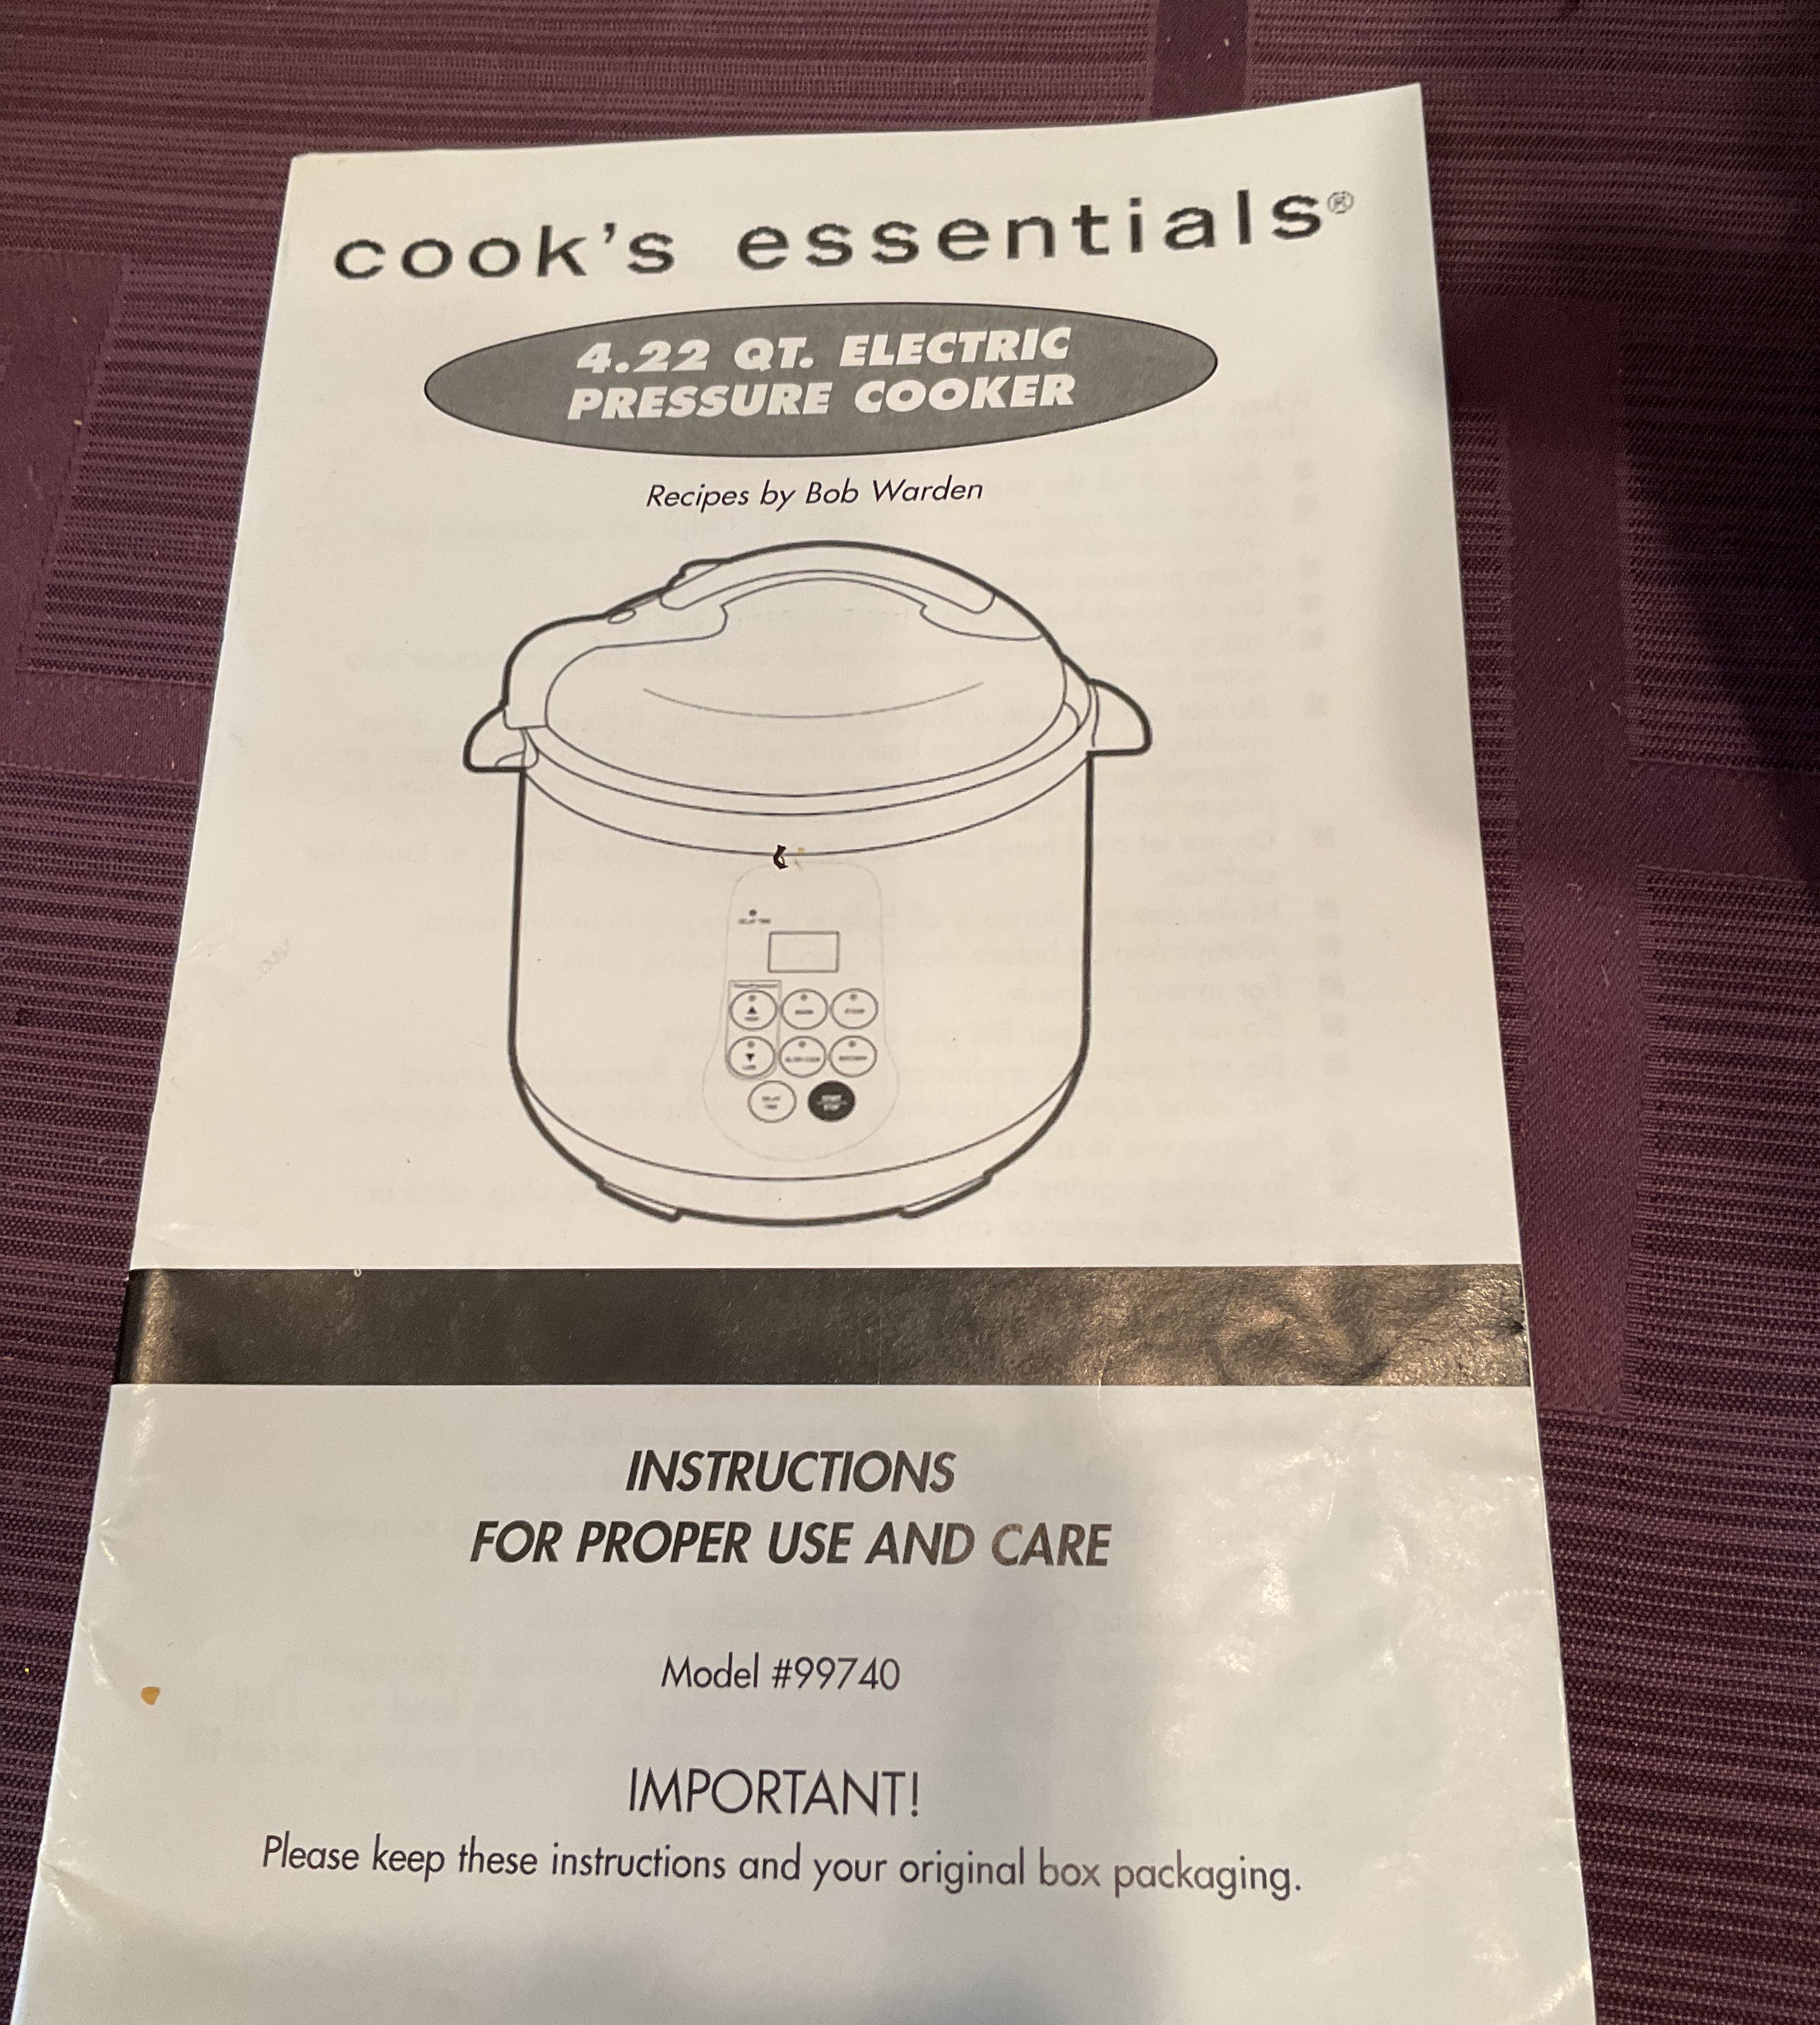 cook's essentials®
4.22 QT. ELECTRIC
PRESSURE COOKER
Recipes by Bob Warden
INSTRUCTIONS
FOR PROPER USE AND CARE
Model #99740
IMPORTANT!
Please keep these instructions and your original box packaging.